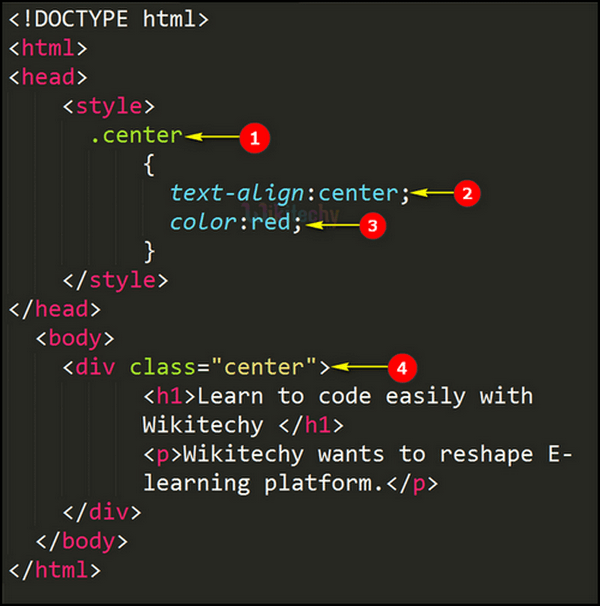 <!DOCTYPE html>
<html>
<head>
<style>
.center 1
{
text-align:center; 2
color:red; 3
}
</style>
</head>
<body>
<div class="center"> 4
<h1>Learn to code easily with
Wikitechy </h1>
<p>Wikitechy wants to reshape E-
learning platform.</p>
</div>
</body>
</html>